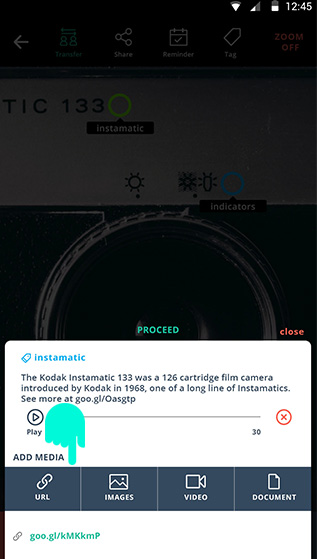 12:45
Transfer Share Reminder Tag ZOOM
OFF
TIC 133
instamatic
indicators
PROCEED
close
instamatic
The Kodak Instamatic 133 was a 126 cartridge film camera
introduced by Kodak in 1968, one of a long line of Instamatics.
See more at goo.gl/Oasgtp
Play 30
ADD MEDIA
URL IMAGES VIDEO DOCUMENT
goo.gl/kMKkmP